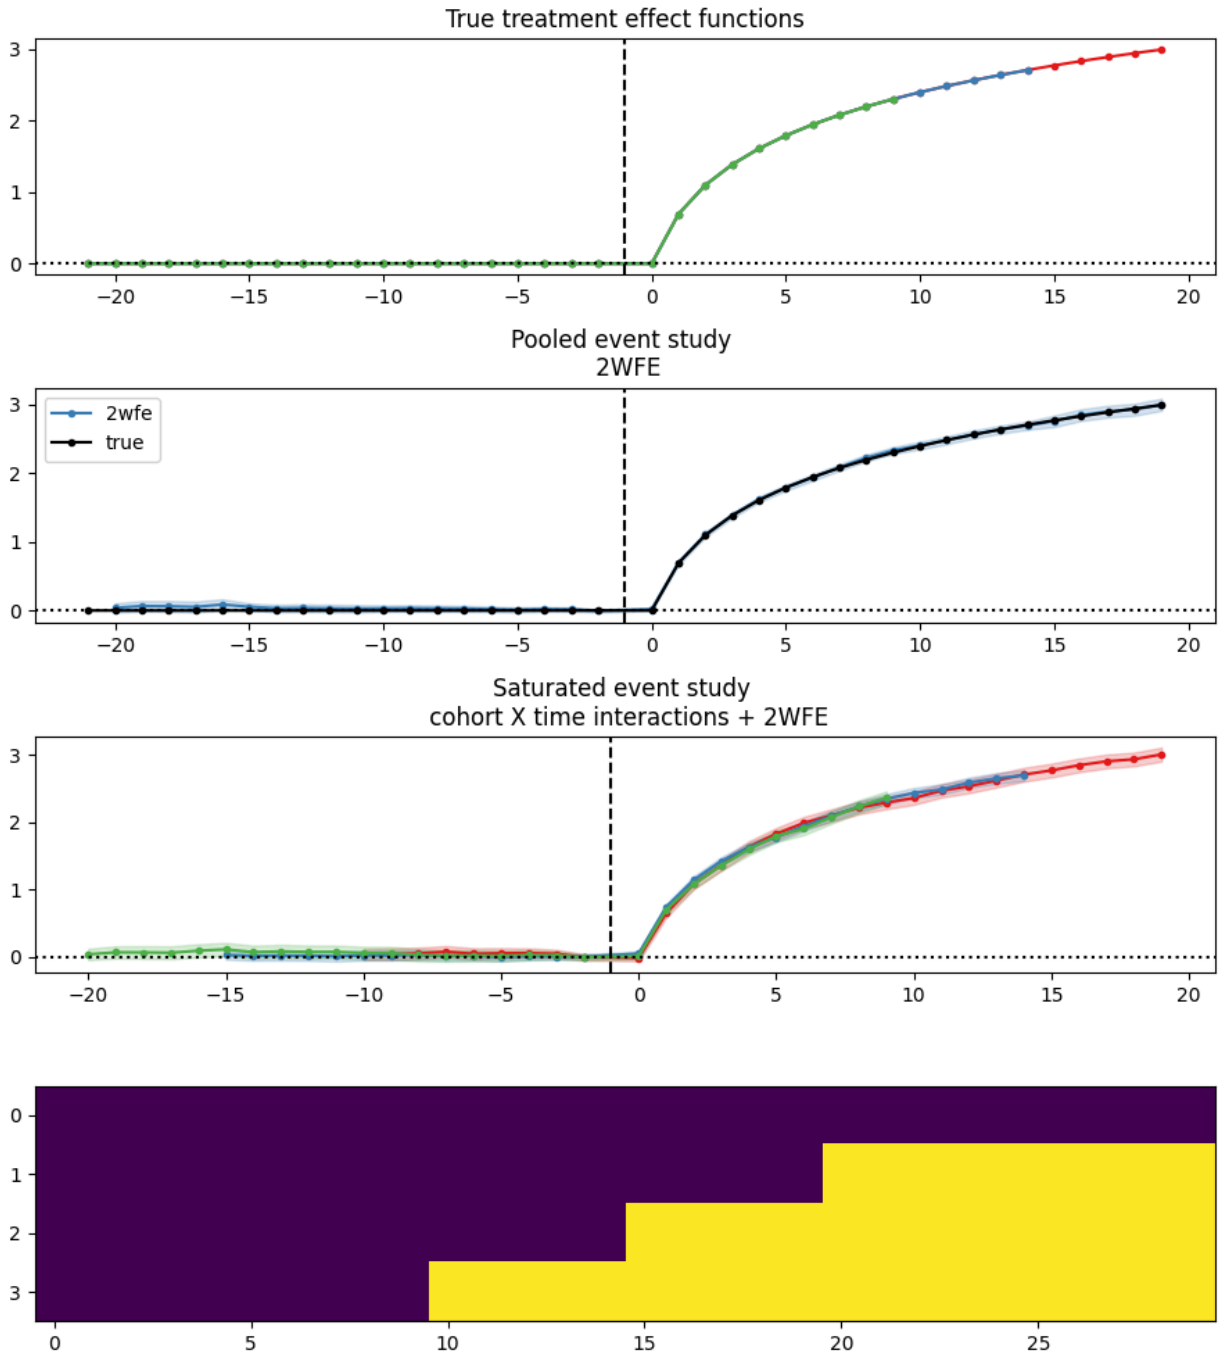 True treatment effect functions
3
2
1
0
−20 −15 −10 −5 0 5 10 15 20
Pooled event study
2WFE
2wfe
true
3
2
1
0
−20 −15 −10 −5 0 5 10 15 20
Saturated event study
cohort X time interactions + 2WFE
3
2
1
0
−20 −15 −10 −5 0 5 10 15 20
0
1
2
3
0 5 10 15 20 25